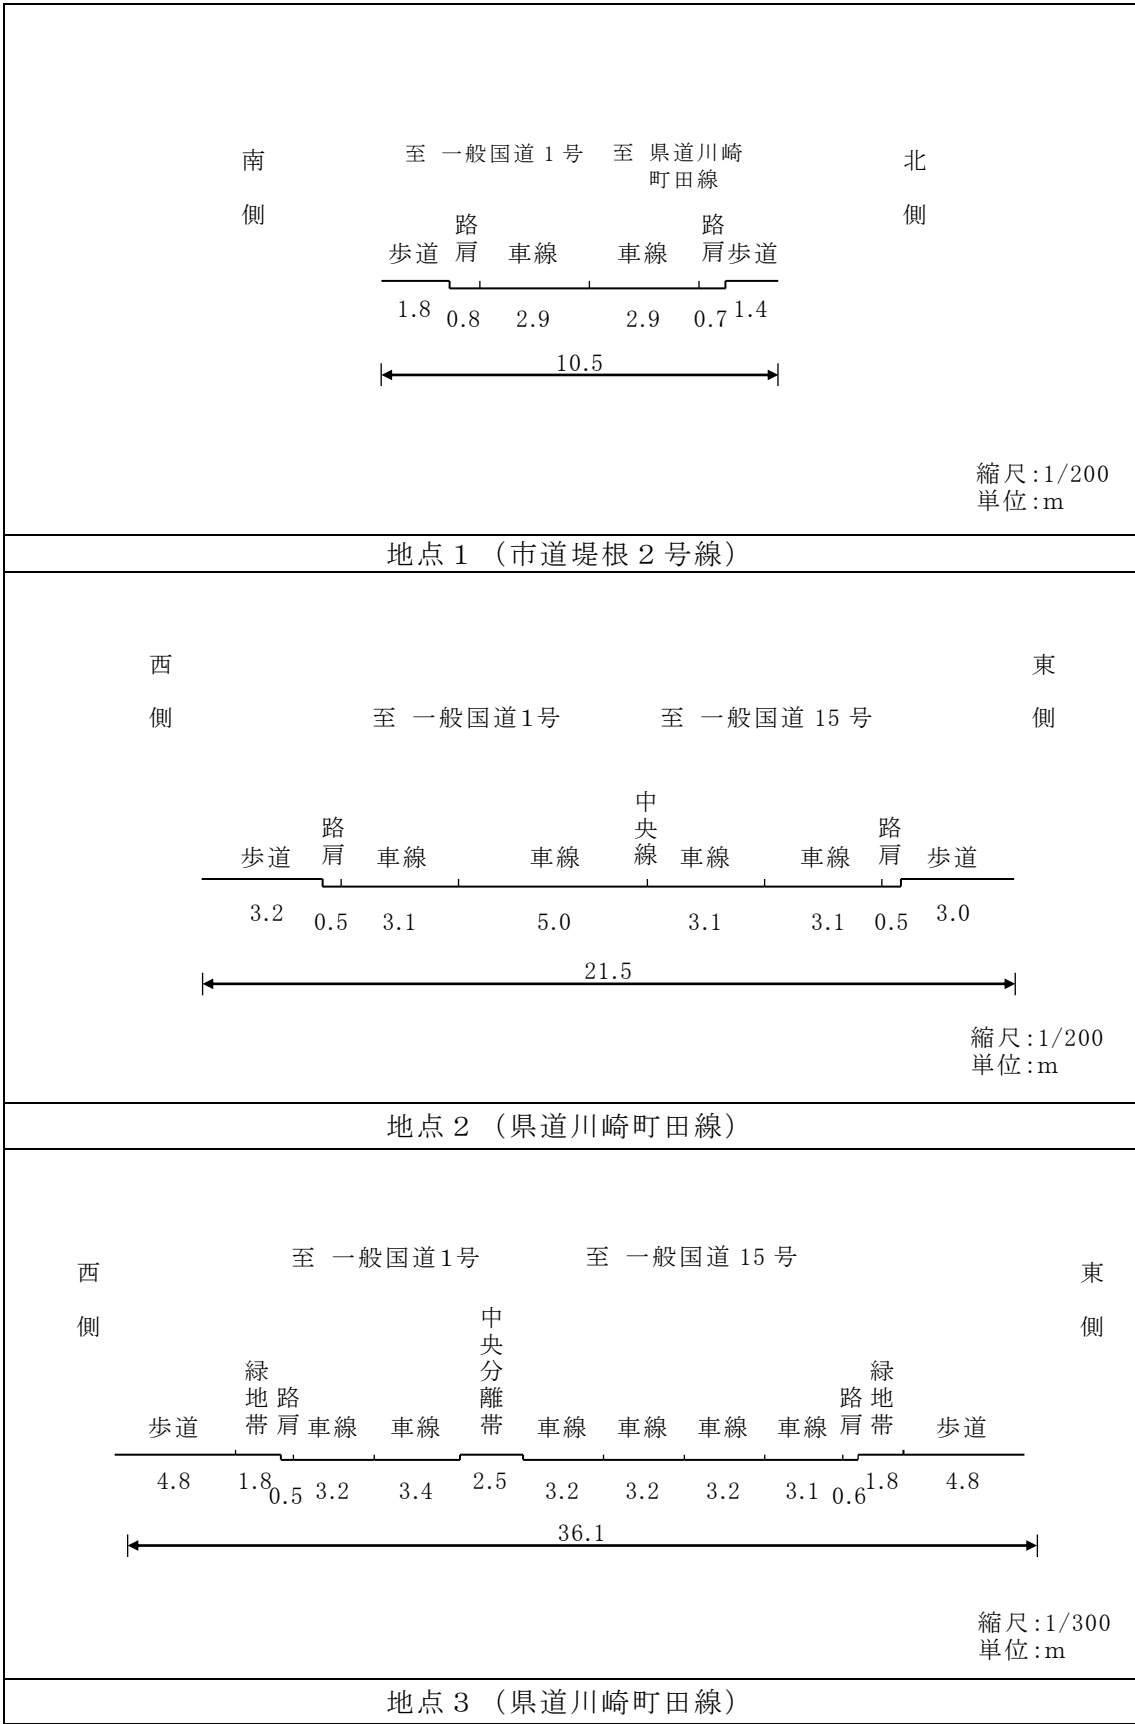 南側
至 一般国道1号 至 県道川崎町田線
北側
歩道 路肩 車線 車線 路肩 歩道
1.8 0.8 2.9 2.9 0.7 1.4
10.5
縮尺:1/200
単位:m
地点1（市道堤根2号線）
西側
至 一般国道1号 至 一般国道15号
東側
歩道 路肩 車線 車線 中央線 車線 車線 路肩 歩道
3.2 0.5 3.1 5.0 3.1 3.1 0.5 3.0
21.5
縮尺:1/200
単位:m
地点2（県道川崎町田線）
西側
至 一般国道1号 至 一般国道15号
東側
歩道 緑地帯 路肩 車線 車線 中央分離帯 車線 車線 車線 車線 路肩 緑地帯 歩道
4.8 1.8 0.5 3.2 3.4 2.5 3.2 3.2 3.2 3.1 0.6 1.8 4.8
36.1
縮尺:1/300
単位:m
地点3（県道川崎町田線）